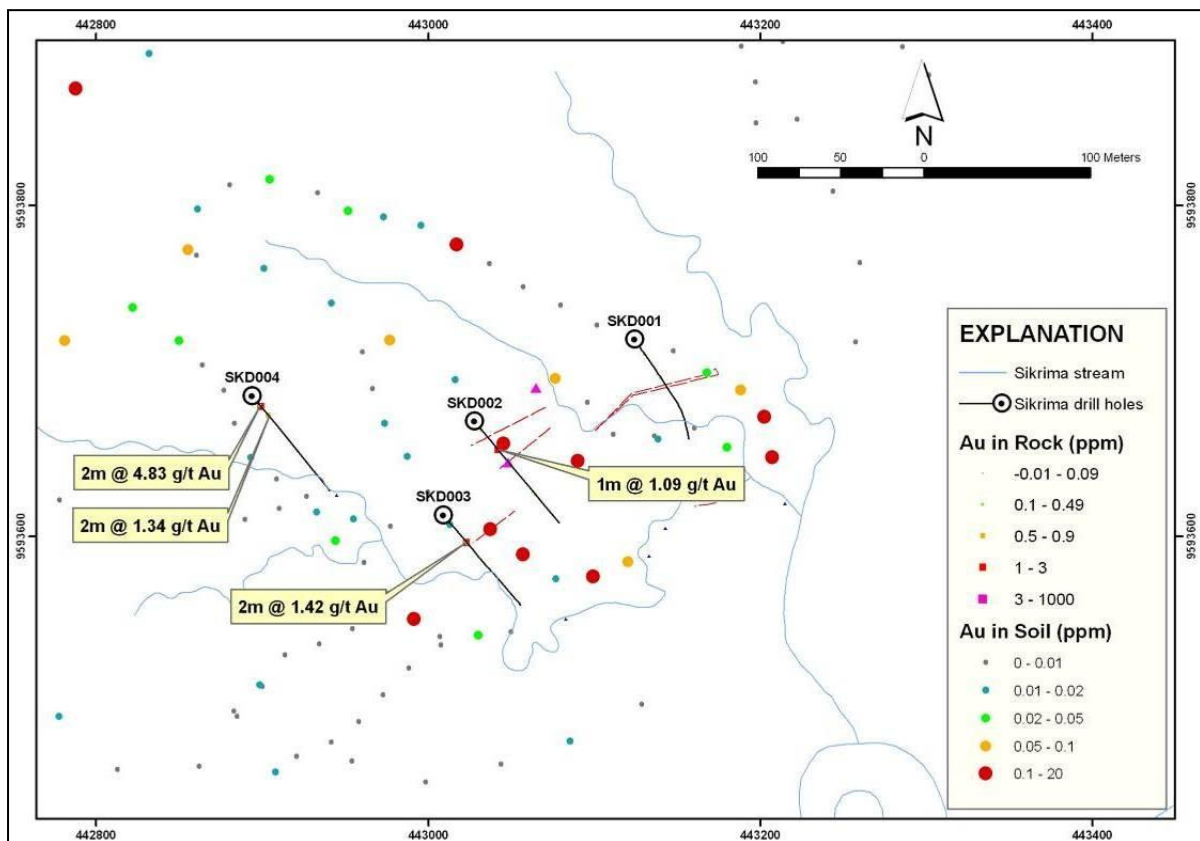 442800 443000 443200 443400
N
100 50 0 100 Meters
9593800 9593800
SKD001
SKD004
SKD002
SKD003
2m @ 4.83 g/t Au
1m @ 1.09 g/t Au
2m @ 1.34 g/t Au
9593600 9593600
2m @ 1.42 g/t Au
EXPLANATION
Sikrima stream
Sikrima drill holes
Au in Rock (ppm)
-0.01 - 0.09
0.1 - 0.49
0.5 - 0.9
1 - 3
3 - 1000
Au in Soil (ppm)
0 - 0.01
0.01 - 0.02
0.02 - 0.05
0.05 - 0.1
0.1 - 20
442800 443000 443200 443400